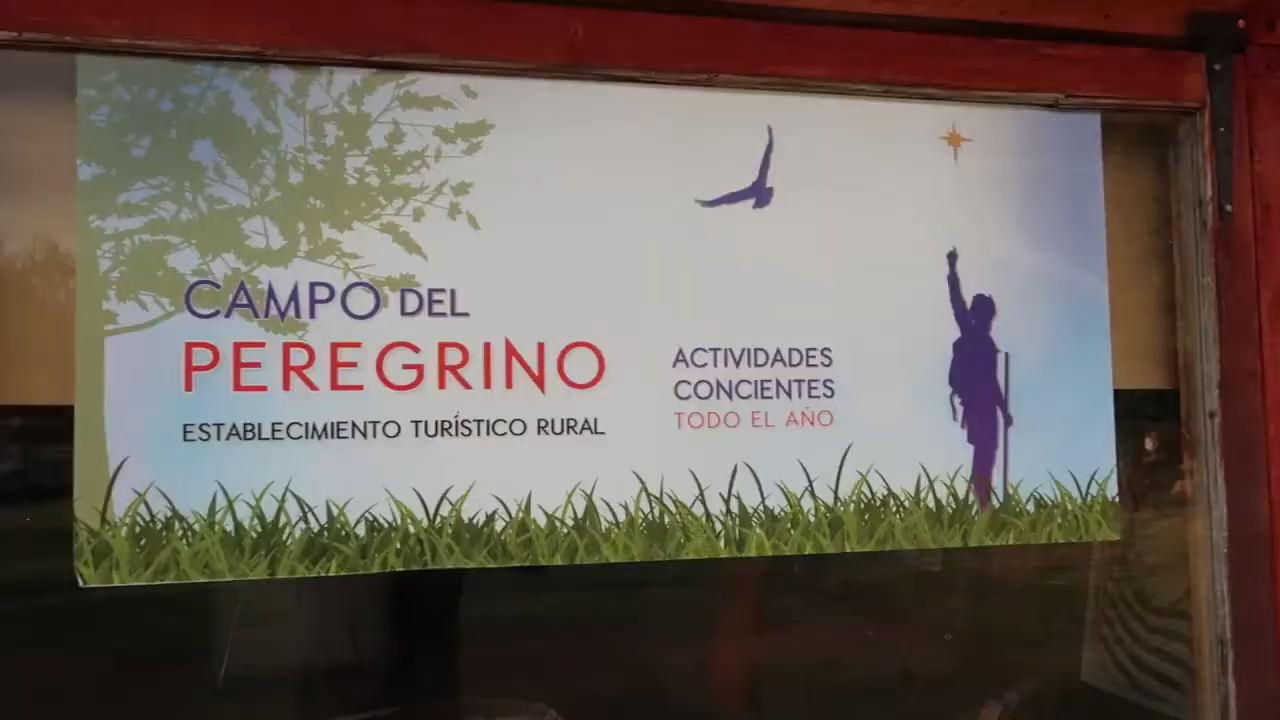 CAMPO DEL
PEREGRINO
ESTABLECIMIENTO TURÍSTICO RURAL
ACTIVIDADES
CONCIENTES
TODO EL AÑO